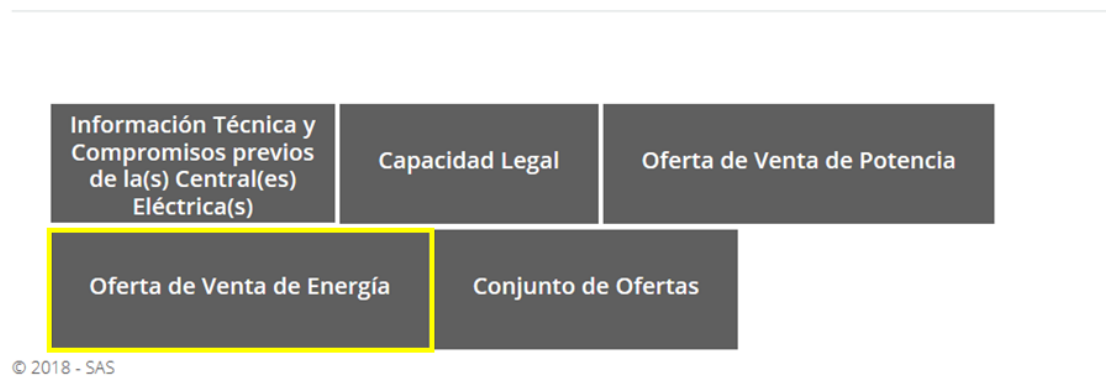 Información Técnica y
Compromisos previos
de la(s) Central(es)
Eléctrica(s)
Capacidad Legal
Oferta de Venta de Potencia
Oferta de Venta de Energía
Conjunto de Ofertas
© 2018 - SAS